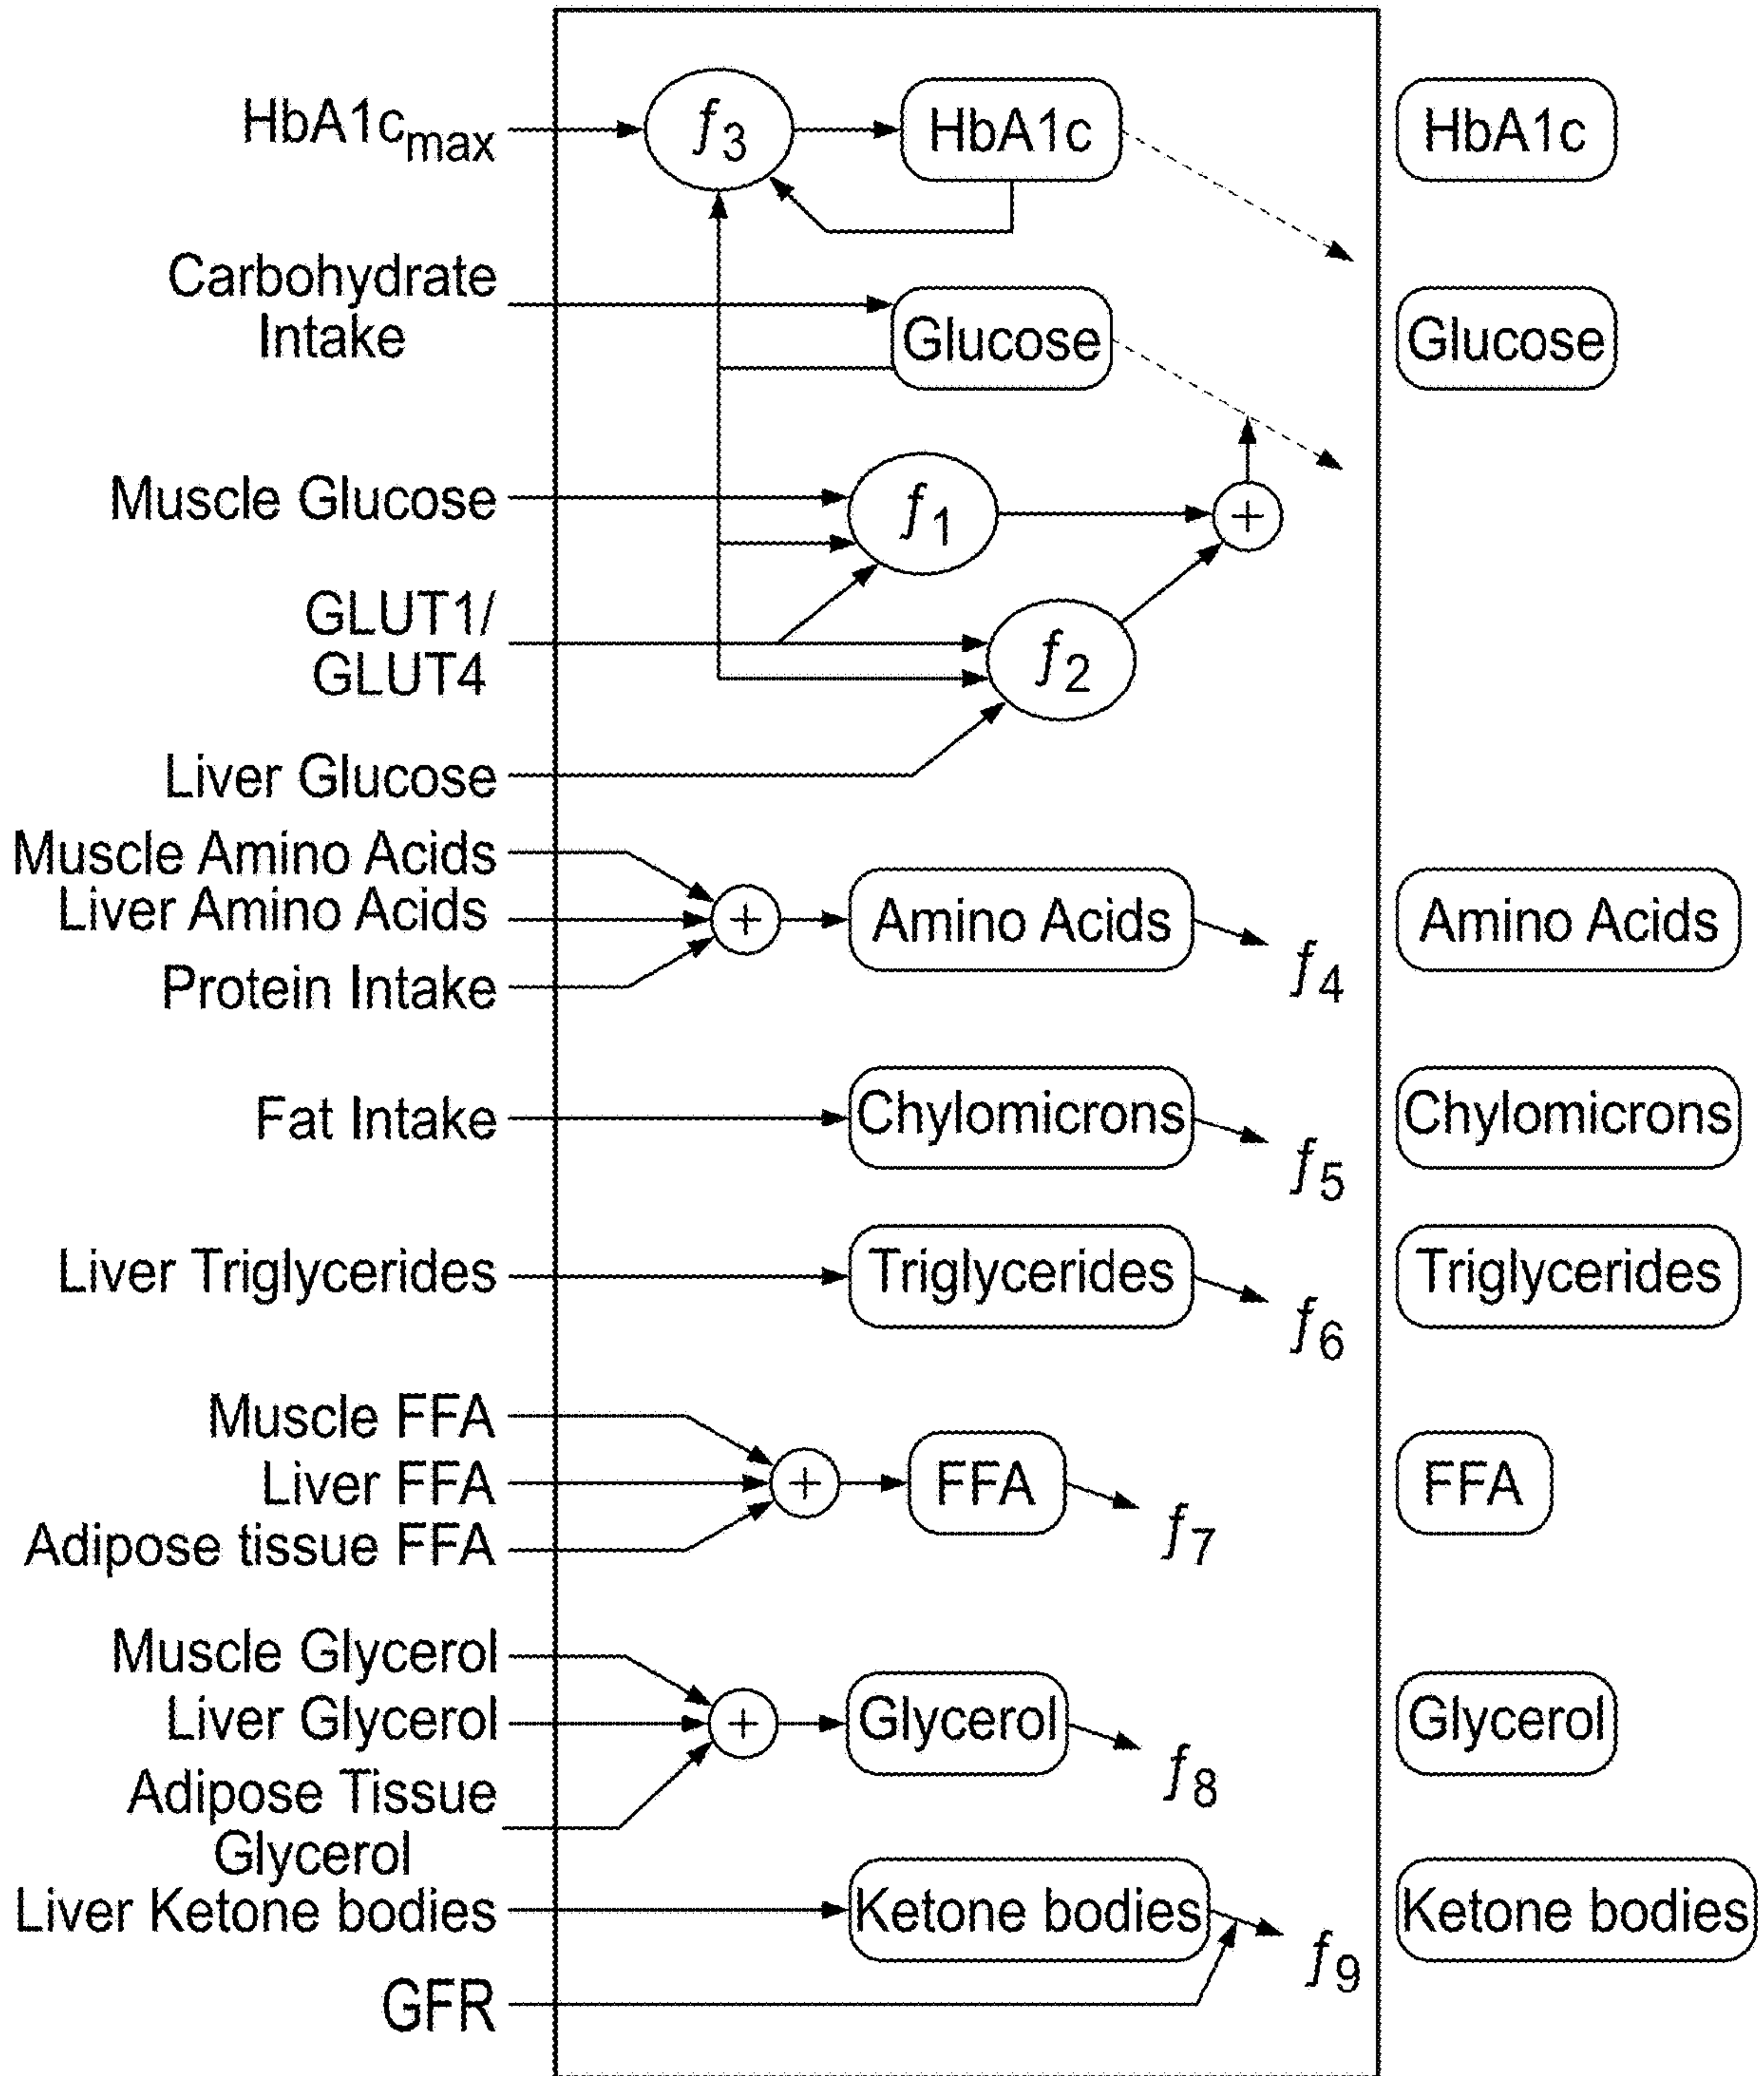 HbA1cmax
f3
HbA1c
HbA1c
Carbohydrate
Intake
Glucose
Glucose
Muscle Glucose
f1
+
GLUT1/
GLUT4
f2
Liver Glucose
Muscle Amino Acids
Liver Amino Acids
+
Amino Acids
f4
Amino Acids
Protein Intake
Fat Intake
Chylomicrons
f5
Chylomicrons
Liver Triglycerides
Triglycerides
f6
Triglycerides
Muscle FFA
Liver FFA
+
FFA
f7
FFA
Adipose tissue FFA
Muscle Glycerol
Liver Glycerol
+
Glycerol
f8
Glycerol
Adipose Tissue
Glycerol
Liver Ketone bodies
Ketone bodies
f9
Ketone bodies
GFR